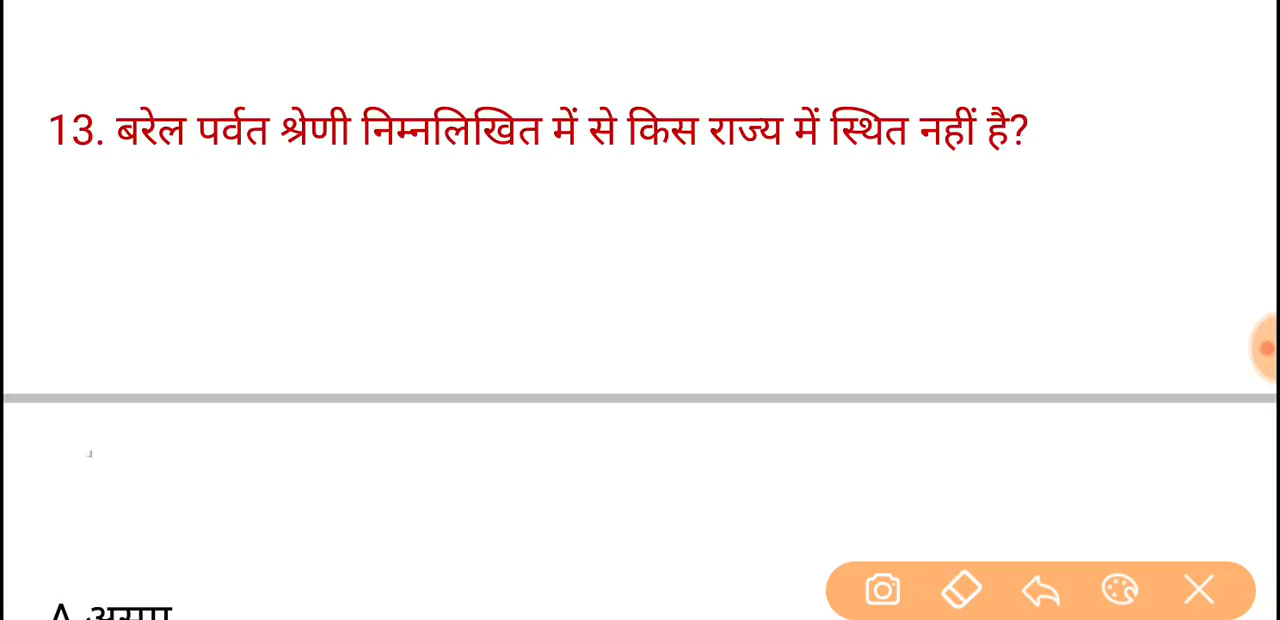 13. बरेल पर्वत श्रेणी निम्नलिखित में से किस राज्य में स्थित नहीं है?